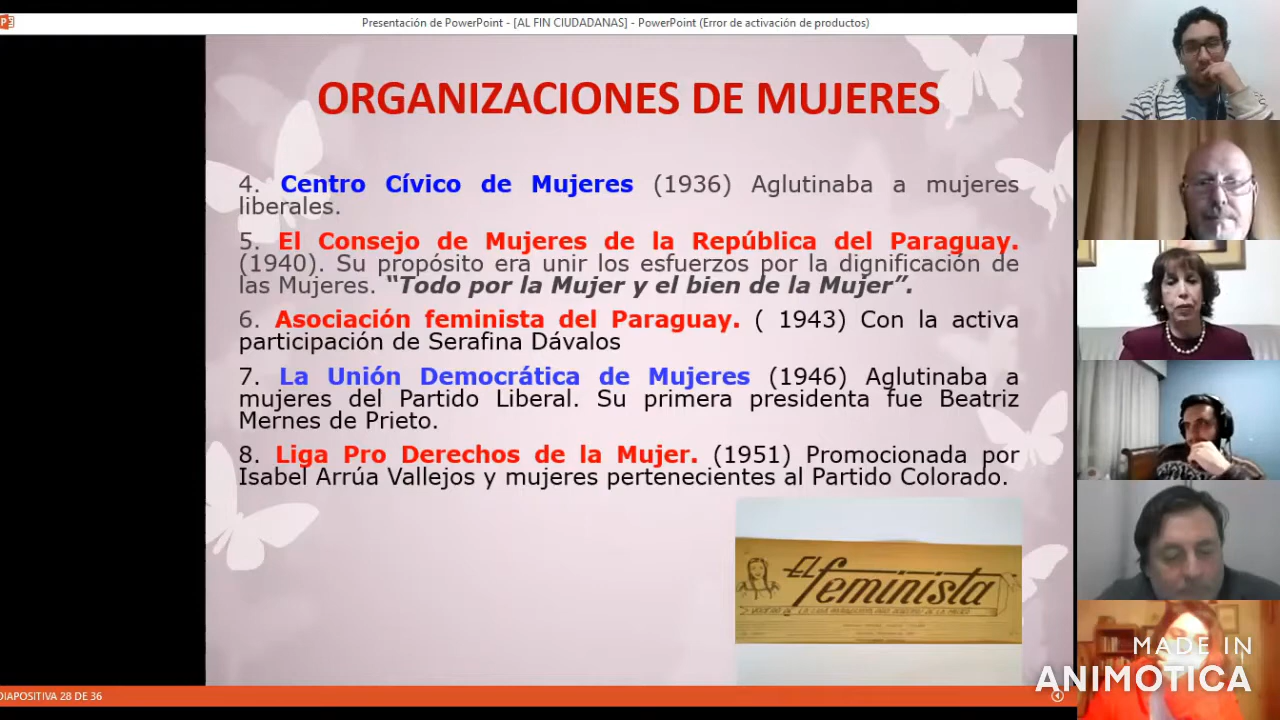 Presentación de PowerPoint - [AL FIN CIUDADANAS] - PowerPoint (Error de activación de productos)
ORGANIZACIONES DE MUJERES
4. Centro Cívico de Mujeres (1936) Aglutinaba a mujeres
liberales.
5. El Consejo de Mujeres de la República del Paraguay.
(1940). Su propósito era unir los esfuerzos por la dignificación de
las Mujeres. “Todo por la Mujer y el bien de la Mujer”.
6. Asociación feminista del Paraguay. ( 1943) Con la activa
participación de Serafina Dávalos
7. La Unión Democrática de Mujeres (1946) Aglutinaba a
mujeres del Partido Liberal. Su primera presidenta fue Beatriz
Mernes de Prieto.
8. Liga Pro Derechos de la Mujer. (1951) Promocionada por
Isabel Arrúa Vallejos y mujeres pertenecientes al Partido Colorado.
EL feminista
DIAPOSITIVA 28 DE 36
MADE IN
ANIMOTICA